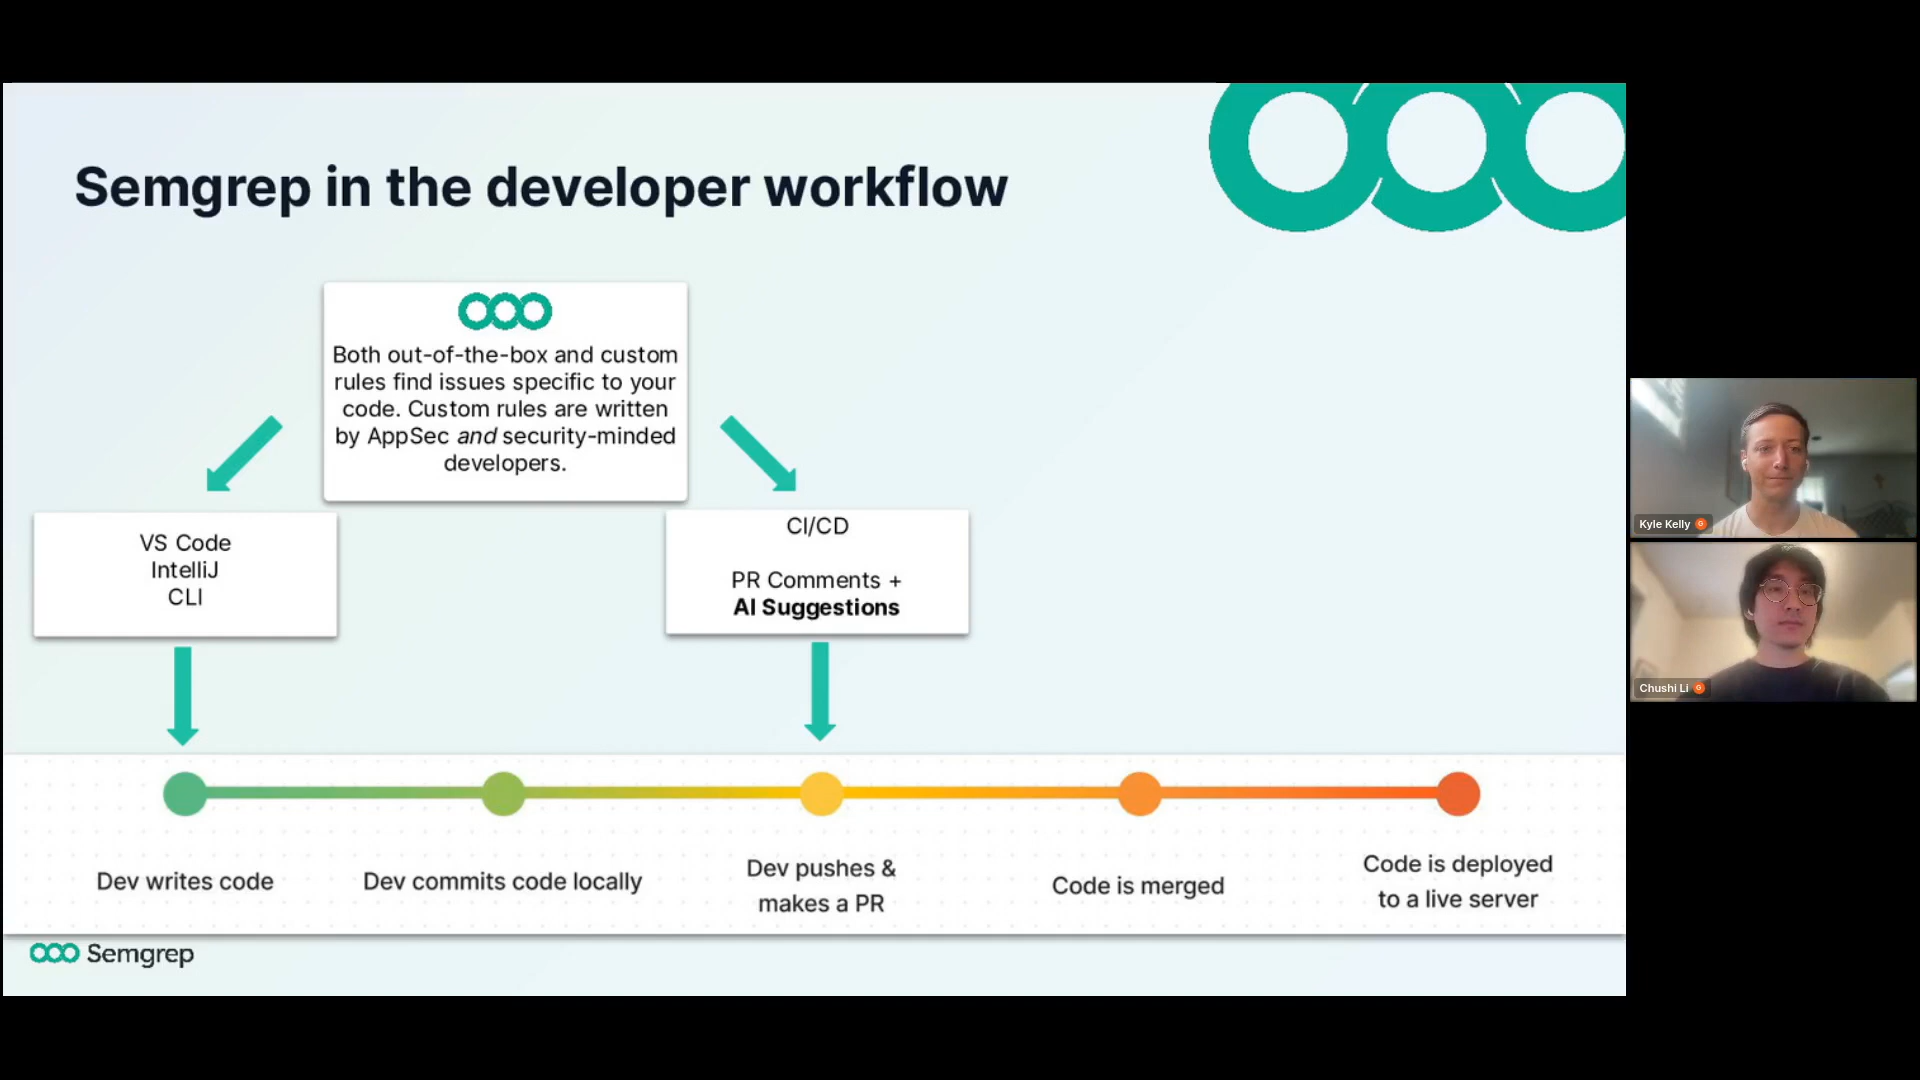 Semgrep in the developer workflow
Both out-of-the-box and custom
rules find issues specific to your
code. Custom rules are written
by AppSec and security-minded
developers.
VS Code
IntelliJ
CLI
CI/CD
PR Comments +
AI Suggestions
Dev writes code
Dev commits code locally
Dev pushes &
makes a PR
Code is merged
Code is deployed
to a live server
Semgrep
Kyle Kelly
Chushi Li